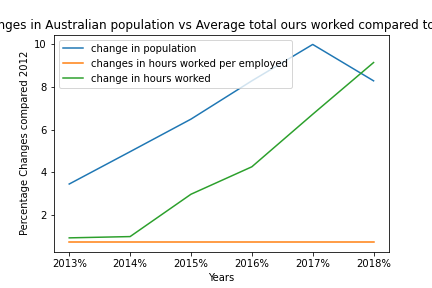 nges in Australian population vs Average total ours worked compared to
change in population
changes in hours worked per employed
change in hours worked
Percentage Changes compared 2012
10
8
6
4
2
2013% 2014% 2015% 2016% 2017% 2018%
Years